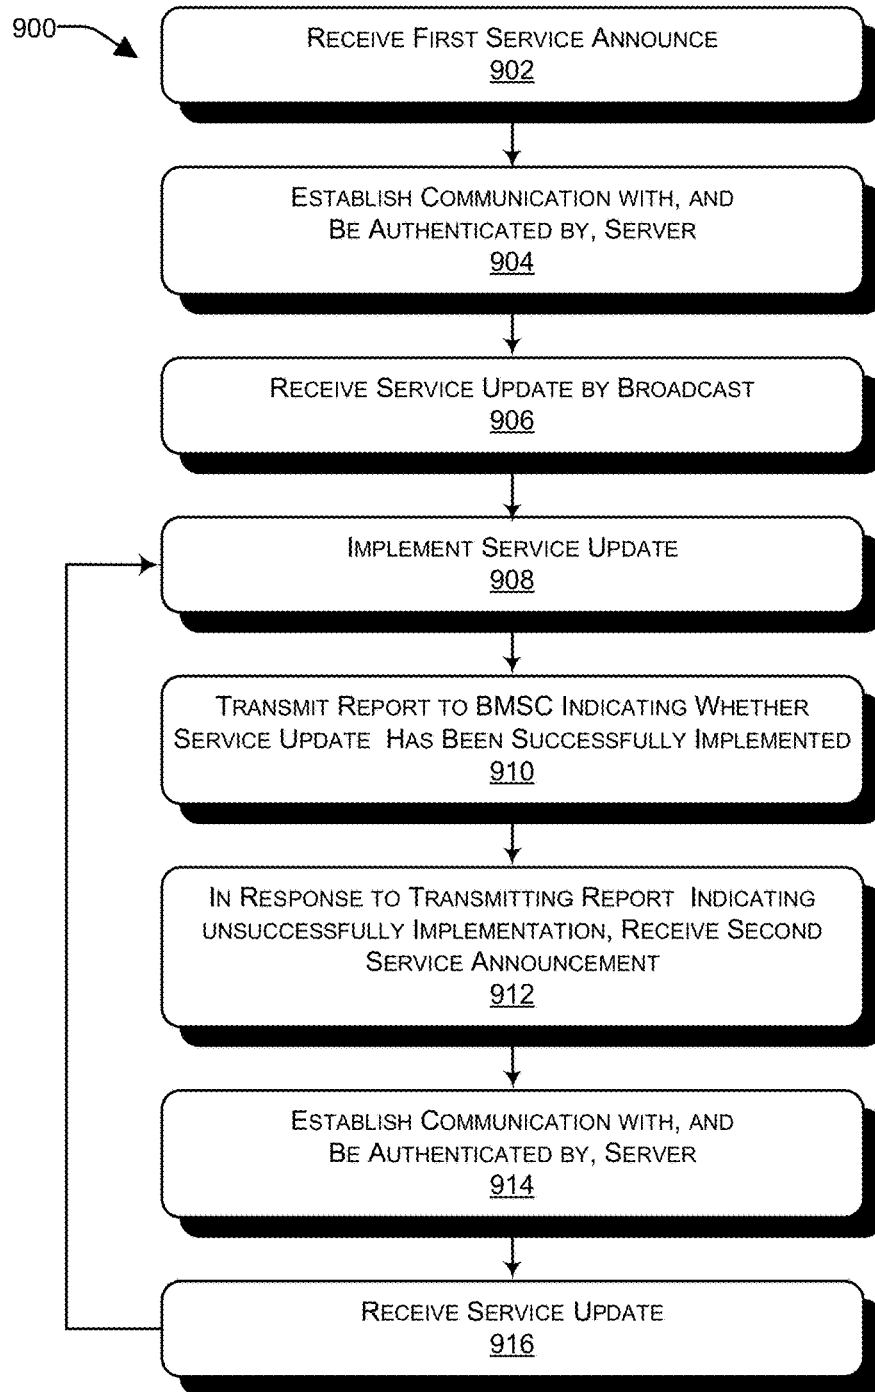 900
RECEIVE FIRST SERVICE ANNOUNCE
902
ESTABLISH COMMUNICATION WITH, AND
BE AUTHENTICATED BY, SERVER
904
RECEIVE SERVICE UPDATE BY BROADCAST
906
IMPLEMENT SERVICE UPDATE
908
TRANSMIT REPORT TO BMSC INDICATING WHETHER
SERVICE UPDATE HAS BEEN SUCCESSFULLY IMPLEMENTED
910
IN RESPONSE TO TRANSMITTING REPORT INDICATING
UNSUCCESSFULLY IMPLEMENTATION, RECEIVE SECOND
SERVICE ANNOUNCEMENT
912
ESTABLISH COMMUNICATION WITH, AND
BE AUTHENTICATED BY, SERVER
914
RECEIVE SERVICE UPDATE
916